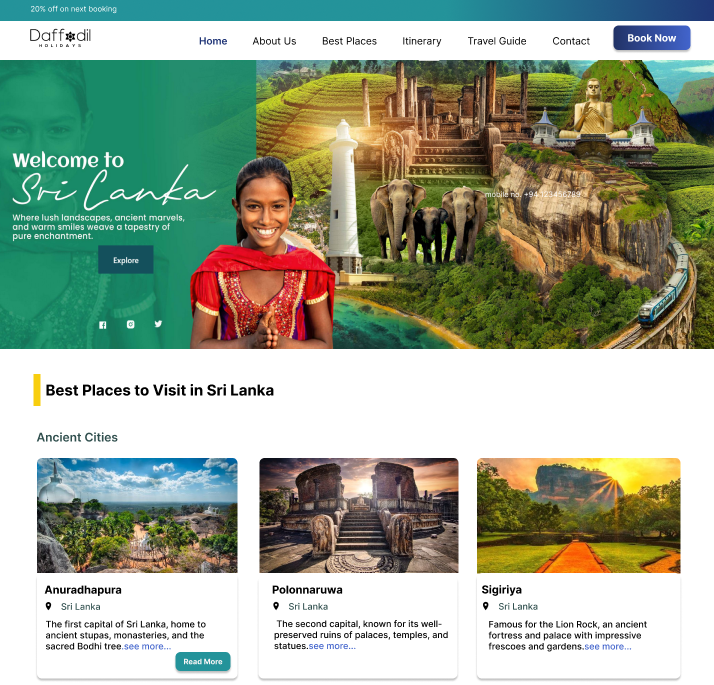 20% off on next booking
Daffodil
HOLIDAYS
Home
About Us
Best Places
Itinerary
Travel Guide
Contact
Book Now
Welcome to
Sri Lanka
Where lush landscapes, ancient marvels,
and warm smiles weave a tapestry of
pure enchantment.
Explore
mobile no. +94 123456789
Best Places to Visit in Sri Lanka
Ancient Cities
Anuradhapura
Sri Lanka
The first capital of Sri Lanka, home to
ancient stupas, monasteries, and the
sacred Bodhi tree.see more...
Read More
Polonnaruwa
Sri Lanka
The second capital, known for its well-
preserved ruins of palaces, temples, and
statues.see more...
Sigiriya
Sri Lanka
Famous for the Lion Rock, an ancient
fortress and palace with impressive
frescoes and gardens.see more...